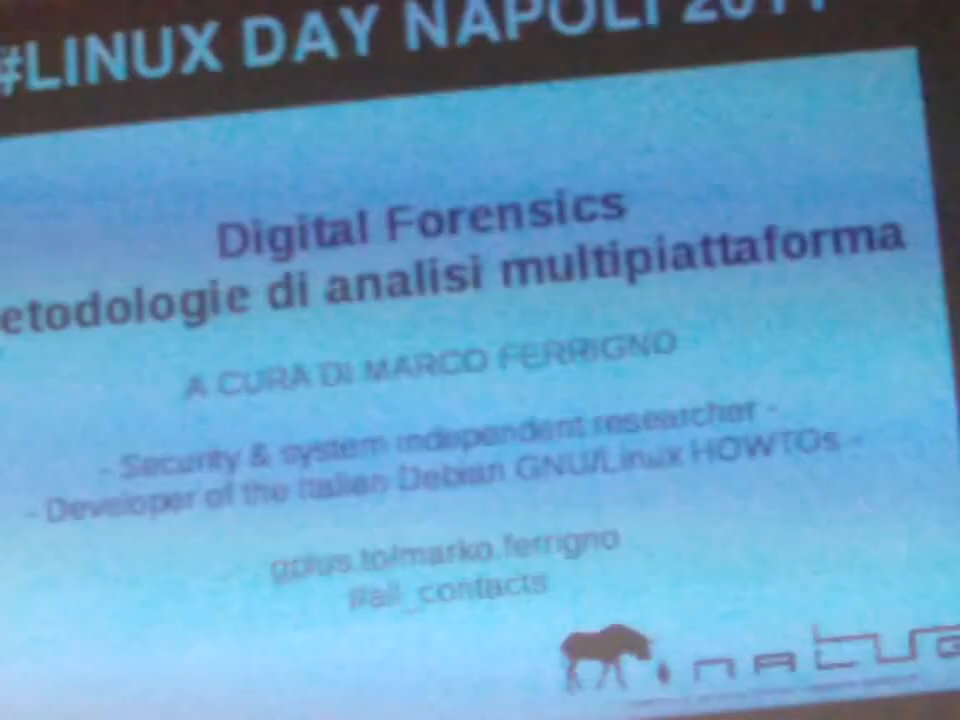 #LINUX DAY NAPOLI 2011
Digital Forensics
etodologie di analisi multipiattaforma
A CURA DI MARCO FERRIGNO
- Security & system independent researcher -
- Developer of the Italian Debian GNU/Linux HOWTOs -
gplus.to/marko.ferrigno
#all_contacts